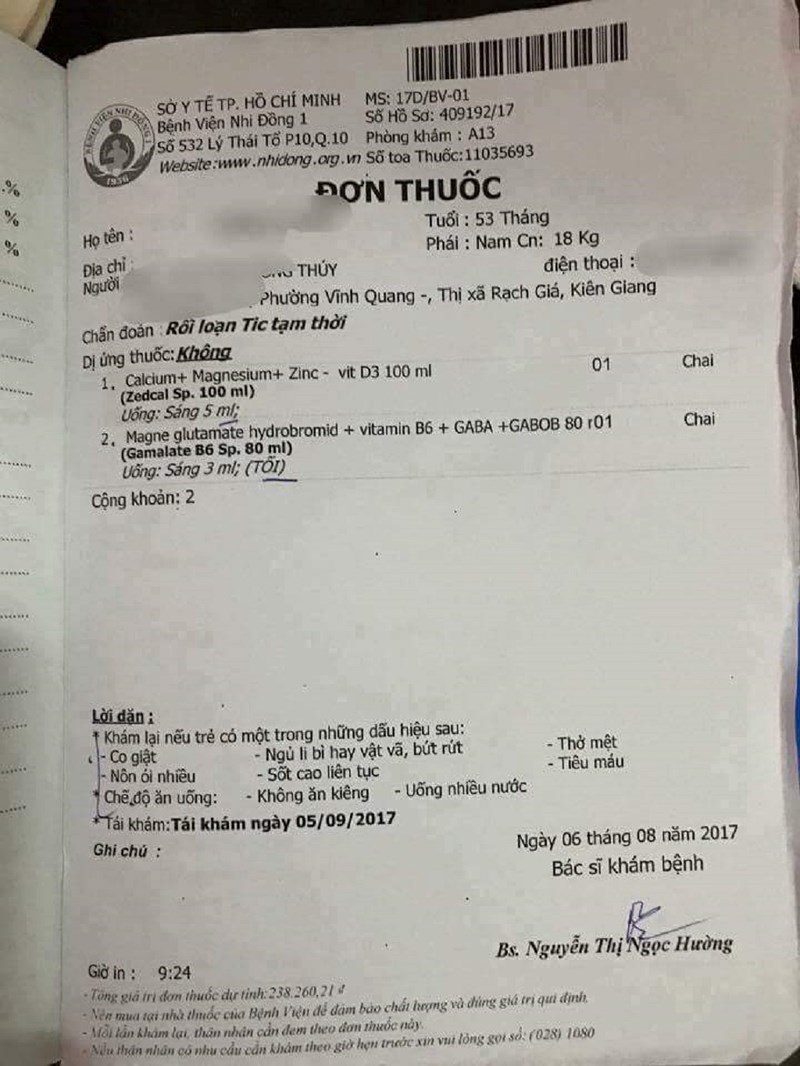 SỞ Y TẾ TP. HỒ CHÍ MINH
Bệnh Viện Nhi Đồng 1
Số 532 Lý Thái Tổ P10,Q.10
Website:www.nhidong.org.vn
MS: 17D/BV-01
Số Hồ Sơ: 409192/17
Phòng khám : A13
Số toa Thuốc:11035693
BỆNH VIỆN NHI ĐỒNG 1
1956
ĐƠN THUỐC
Họ tên :
Tuổi : 53 Tháng
Phái : Nam Cn: 18 Kg
Địa chỉ :
Người THÚY điện thoại :
Phường Vĩnh Quang -, Thị xã Rạch Giá, Kiên Giang
Chẩn đoán : Rối loạn Tic tạm thời
Dị ứng thuốc:Không
1, Calcium+ Magnesium+ Zinc - vit D3 100 ml 01 Chai
(Zedcal Sp. 100 ml)
Uống: Sáng 5 ml;
2, Magne glutamate hydrobromid + vitamin B6 + GABA +GABOB 80 r01 Chai
(Gamalate B6 Sp. 80 ml)
Uống: Sáng 3 ml; (TỐI)
Cộng khoản: 2
Lời dặn :
* Khám lại nếu trẻ có một trong những dấu hiệu sau:
- Co giật - Ngủ li bì hay vật vã, bứt rứt - Thở mệt
- Nôn ói nhiều - Sốt cao liên tục - Tiêu máu
* Chế độ ăn uống: - Không ăn kiêng - Uống nhiều nước
* Tái khám:Tái khám ngày 05/09/2017
Ghi chú :
Ngày 06 tháng 08 năm 2017
Bác sĩ khám bệnh
Bs. Nguyễn Thị Ngọc Hường
Giờ in : 9:24
- Tổng giá trị đơn thuốc dự tính:238.260,21 đ
- Nên mua tại nhà thuốc của Bệnh Viện để đảm bảo chất lượng và đúng giá trị qui định.
- Mỗi lần khám lại, thân nhân cần đem theo đơn thuốc này.
- Nếu thân nhân có nhu cầu cần khám theo giờ hẹn trước xin vui lòng gọi số: (028) 1080
%
%
%